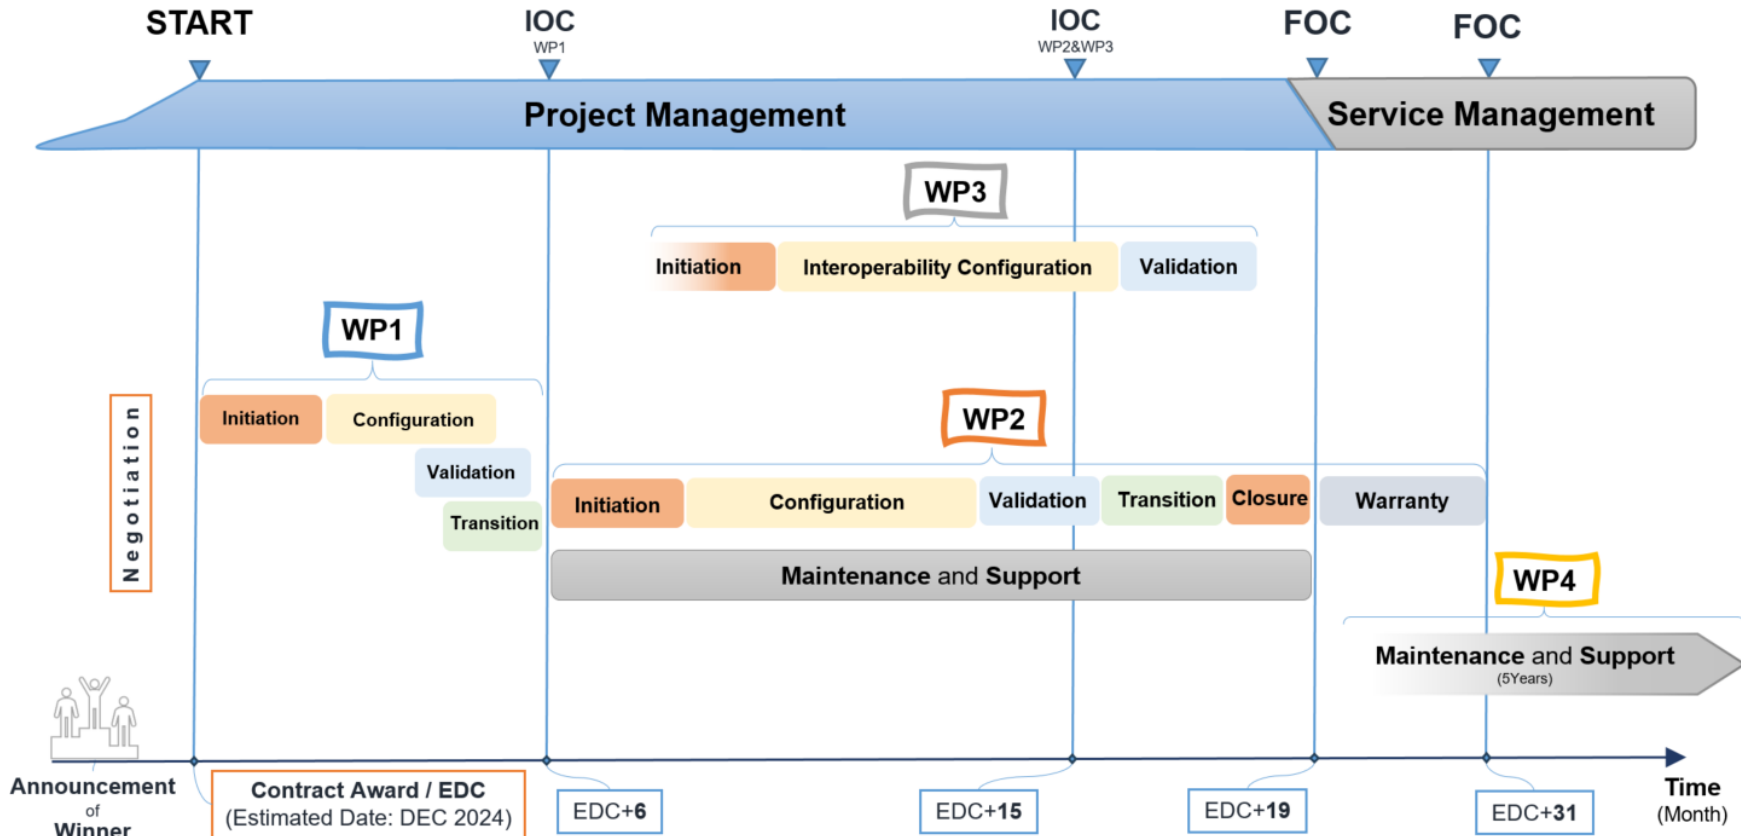 START
IOC
WP1
IOC
WP2&WP3
FOC
FOC
Project Management
Service Management
WP3
Initiation
Interoperability Configuration
Validation
WP1
Initiation
Configuration
Validation
Transition
Negotiation
WP2
Initiation
Configuration
Validation
Transition
Closure
Warranty
Maintenance and Support
WP4
Maintenance and Support
(5Years)
Announcement
of
Winner
Contract Award / EDC
(Estimated Date: DEC 2024)
EDC+6
EDC+15
EDC+19
EDC+31
Time
(Month)